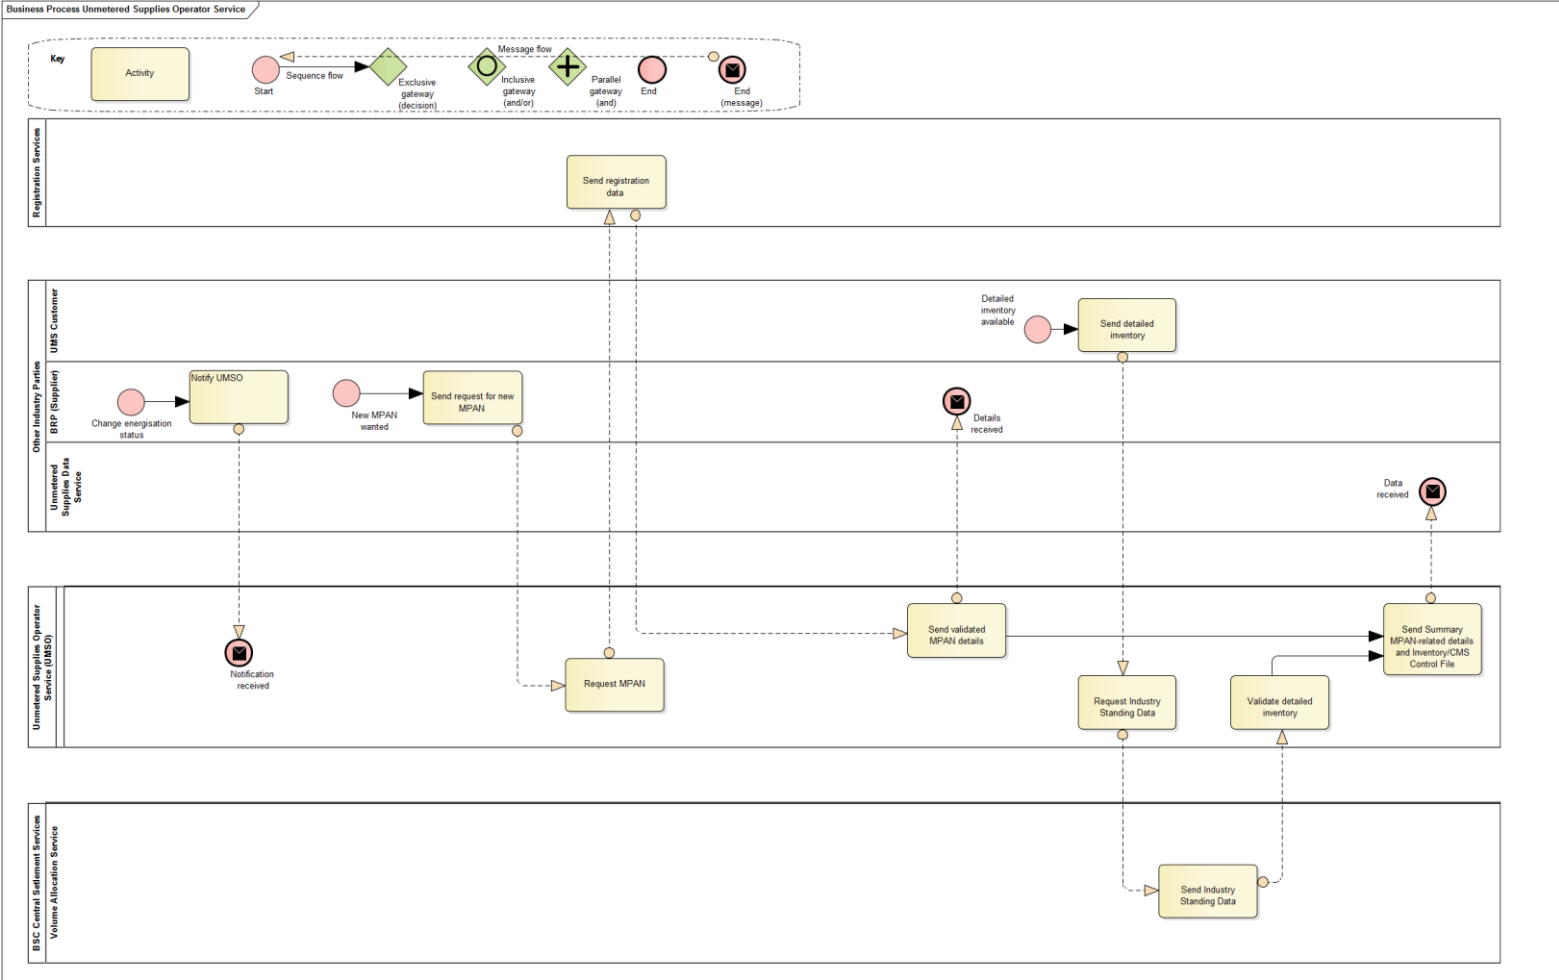 Business Process Unmetered Supplies Operator Service
Key
Activity
Start
Sequence flow
Message flow
Exclusive
gateway
(decision)
Inclusive
gateway
(and/or)
Parallel
gateway
(and)
End
End
(message)
Registration Services
Send registration
data
Other Industry Parties
UMS Customer
Detailed
inventory
available
Send detailed
inventory
BRP (Supplier)
Change energisation
status
Notify UMSO
New MPAN
wanted
Send request for new
MPAN
Details
received
Unmetered
Supplies Data
Service
Data
received
Unmetered Supplies Operator
Service (UMSO)
Notification
received
Request MPAN
Send validated
MPAN details
Request Industry
Standing Data
Validate detailed
inventory
Send Summary
MPAN-related details
and Inventory/CMS
Control File
BSC Central Setlement Services
Volume Allocation Service
Send Industry
Standing Data